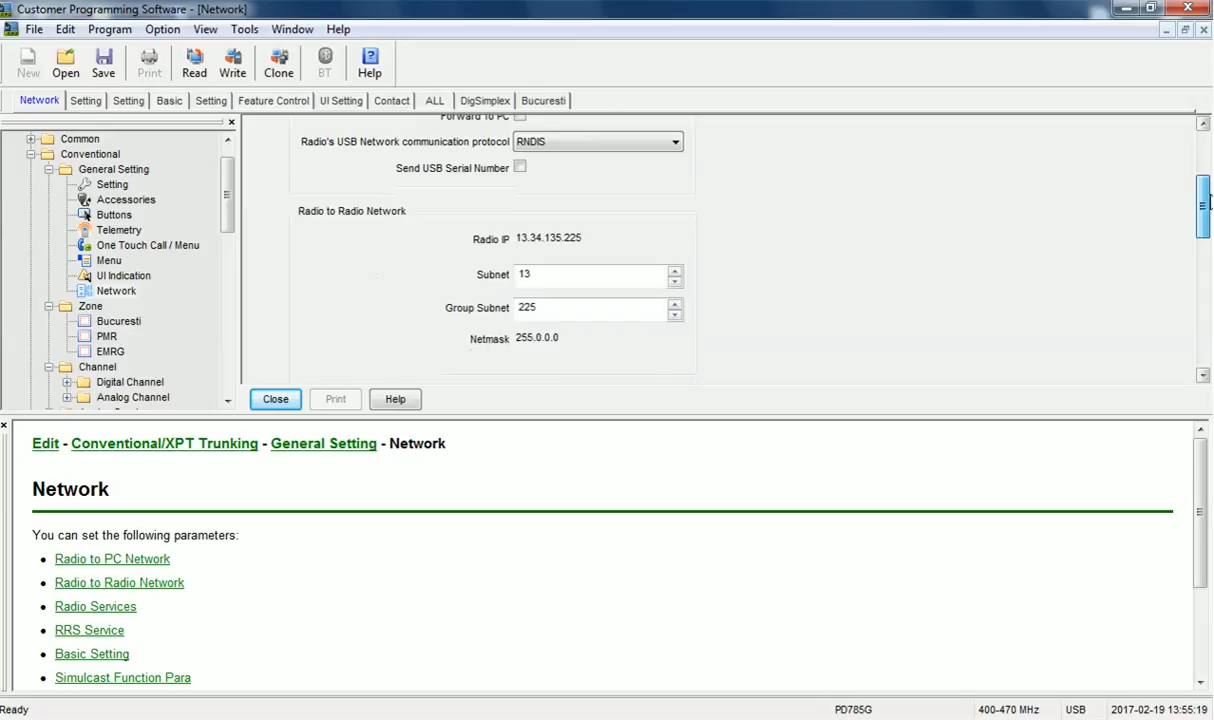 Customer Programming Software - [Network]
File Edit Program Option View Tools Window Help
New Open Save Print Read Write Clone BT Help
Network Setting Setting Basic Setting Feature Control UI Setting Contact ALL DigSimplex Bucuresti
Common
Conventional
General Setting
Setting
Accessories
Buttons
Telemetry
One Touch Call / Menu
Menu
UI Indication
Network
Zone
Bucuresti
PMR
EMRG
Channel
Digital Channel
Analog Channel
Forward To PC
Radio's USB Network communication protocol RNDIS
Send USB Serial Number
Radio to Radio Network
Radio IP 13.34.135.225
Subnet 13
Group Subnet 225
Netmask 255.0.0.0
Close Print Help
Edit - Conventional/XPT Trunking - General Setting - Network
Network
You can set the following parameters:
Radio to PC Network
Radio to Radio Network
Radio Services
RRS Service
Basic Setting
Simulcast Function Para
Ready PD785G 400-470 MHz USB 2017-02-19 13:55:19